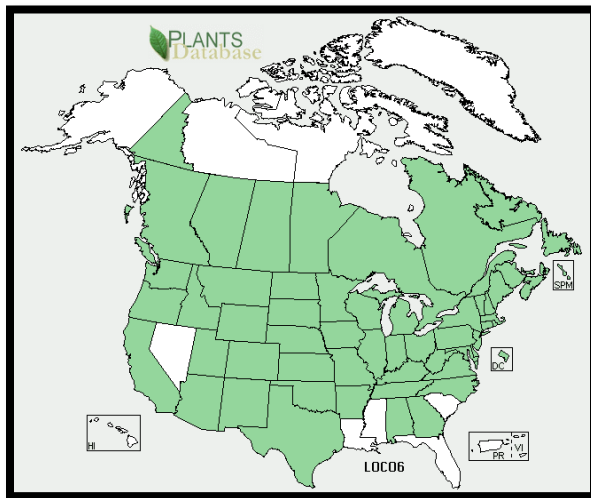 PLANTS
Database
SPM
DC
HI
PR
VI
LOCO6